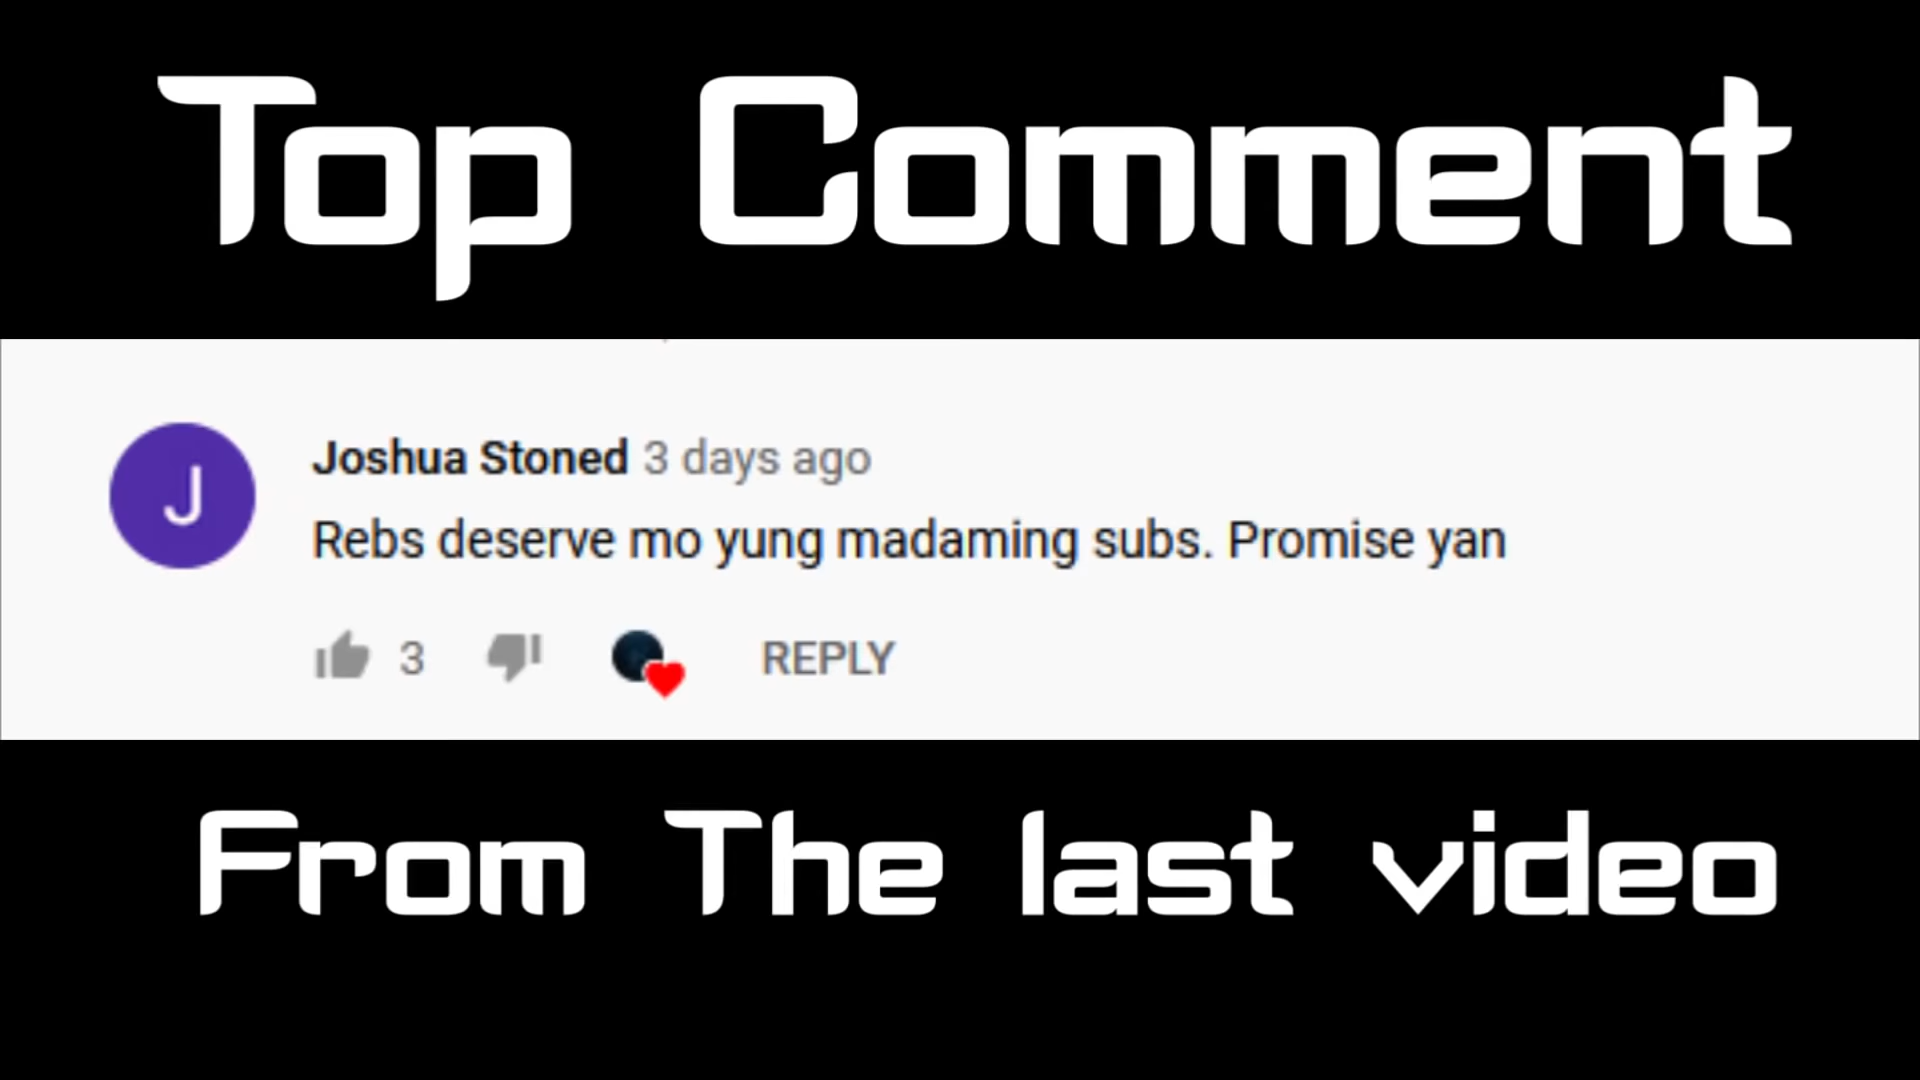 Top Comment
J
Joshua Stoned 3 days ago
Rebs deserve mo yung madaming subs. Promise yan
3 REPLY
From The last video